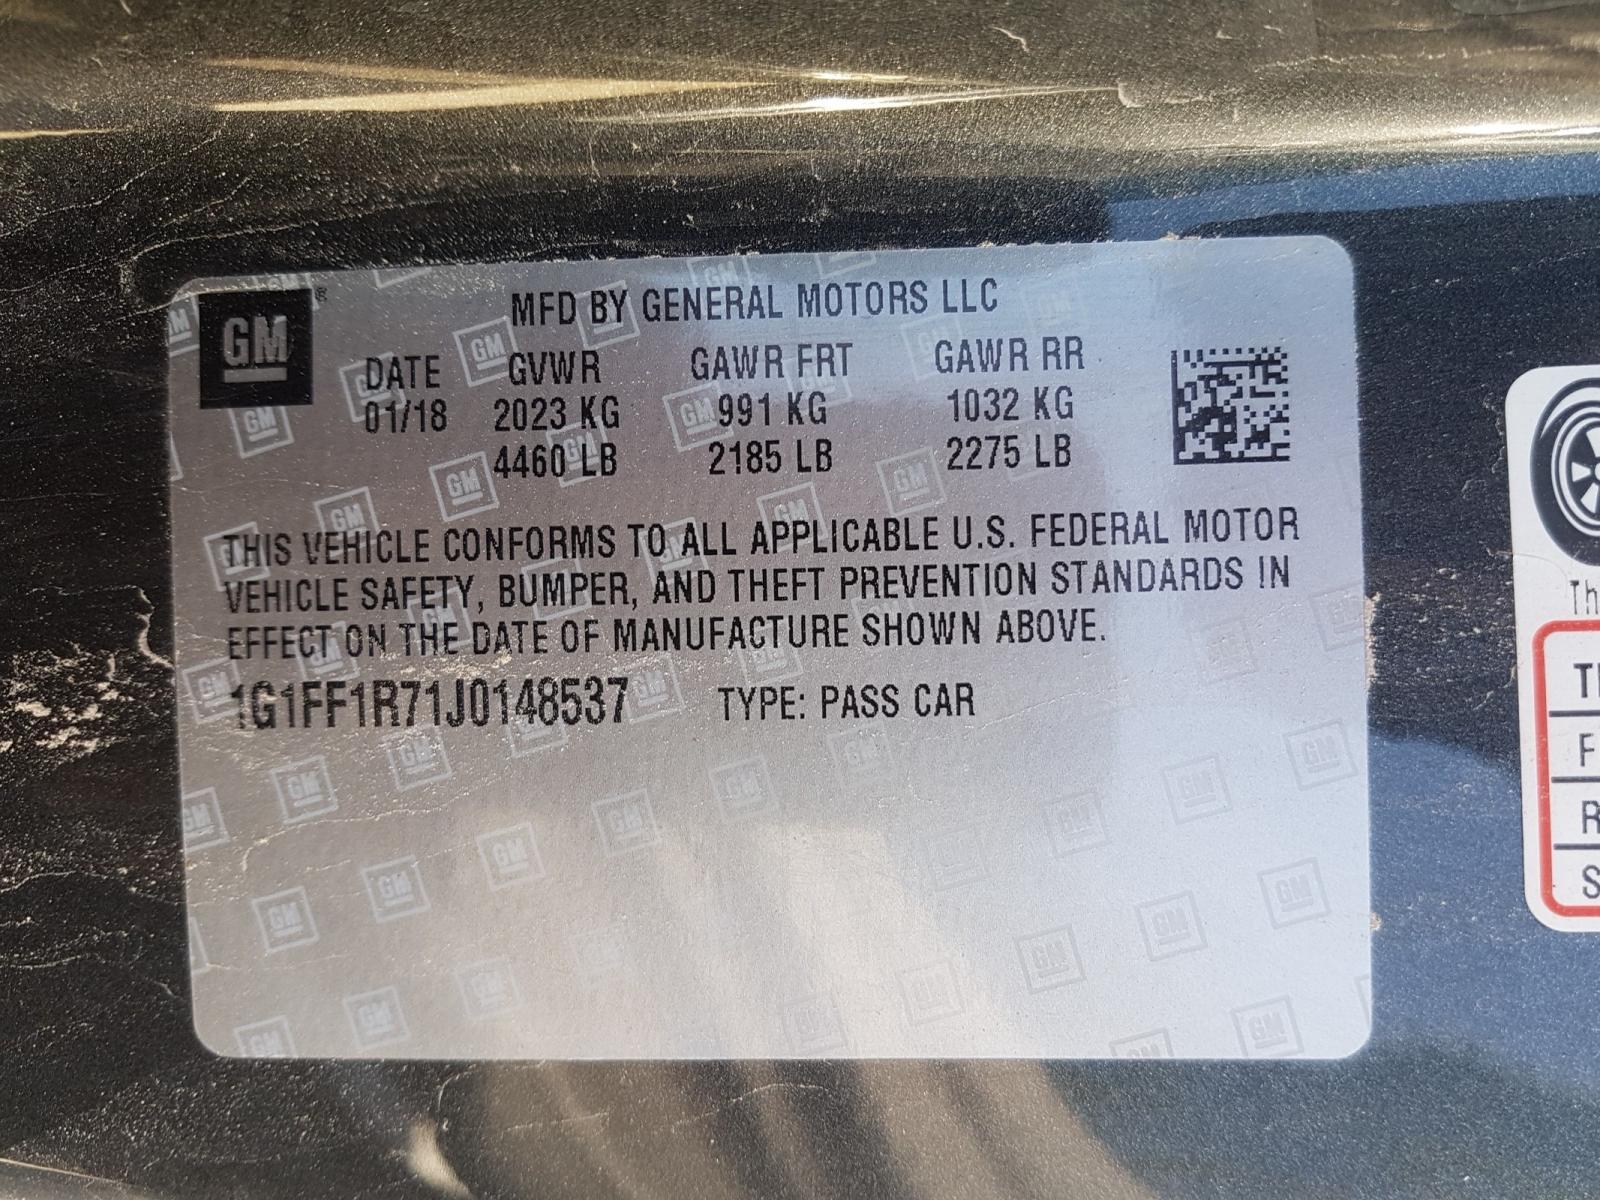 GM®
MFD BY GENERAL MOTORS LLC
DATE GVWR GAWR FRT GAWR RR
01/18 2023 KG 991 KG 1032 KG
4460 LB 2185 LB 2275 LB
THIS VEHICLE CONFORMS TO ALL APPLICABLE U.S. FEDERAL MOTOR
VEHICLE SAFETY, BUMPER, AND THEFT PREVENTION STANDARDS IN
EFFECT ON THE DATE OF MANUFACTURE SHOWN ABOVE.
1G1FF1R71J0148537 TYPE: PASS CAR
Th
F
R
S